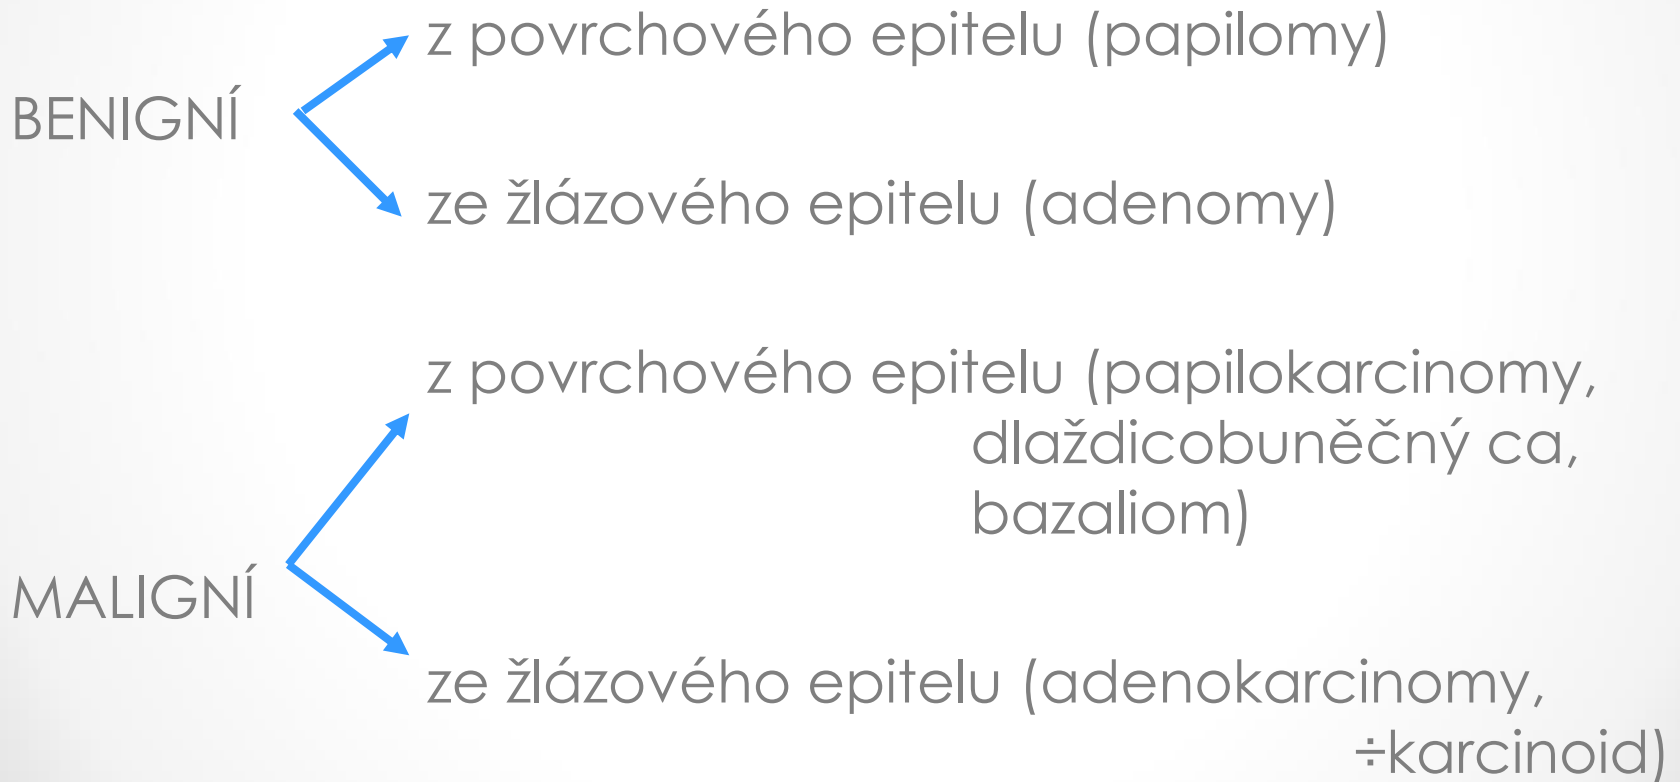 z povrchového epitelu (papilomy)
BENIGNÍ
ze žlázového epitelu (adenomy)
z povrchového epitelu (papilokarcinomy,
dlaždicobuněčný ca,
bazaliom)
MALIGNÍ
ze žlázového epitelu (adenokarcinomy,
÷karcinoid)